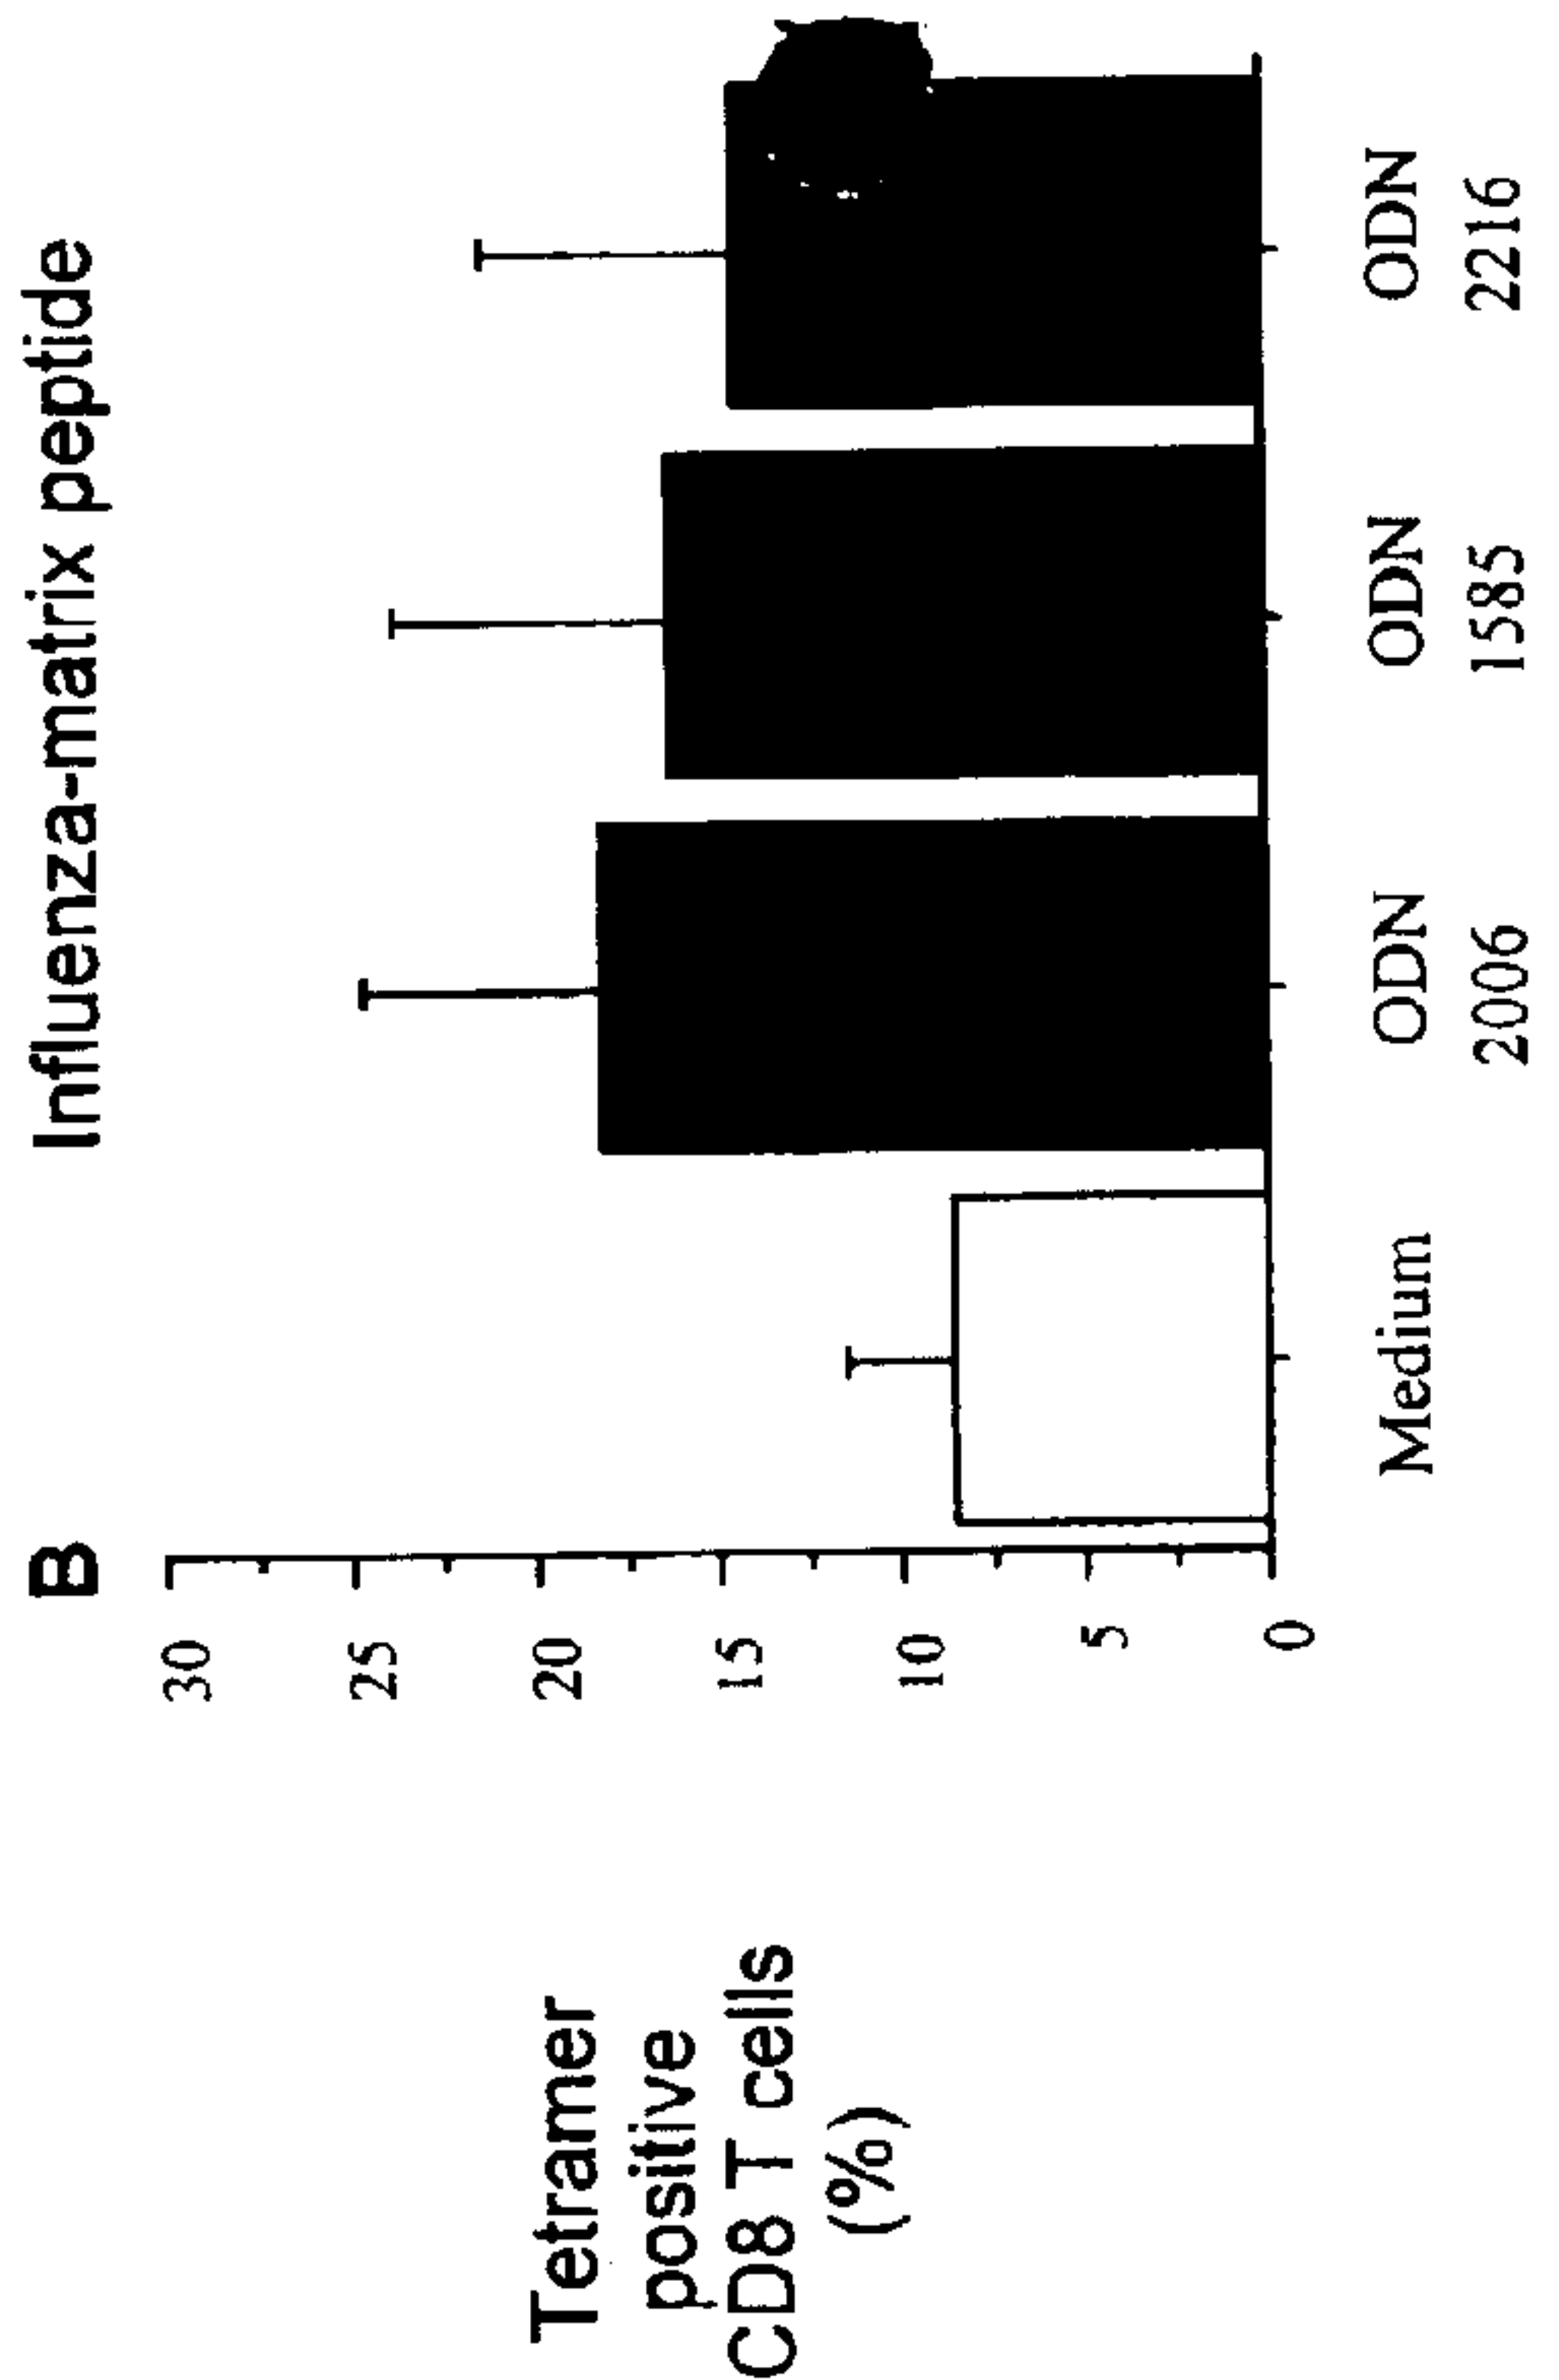 B
Influenza-matrix peptide
Tetramer
positive
CD8 T cells
(%)
30
25
20
15
10
5
0
Medium
ODN
2006
ODN
1585
ODN
2216